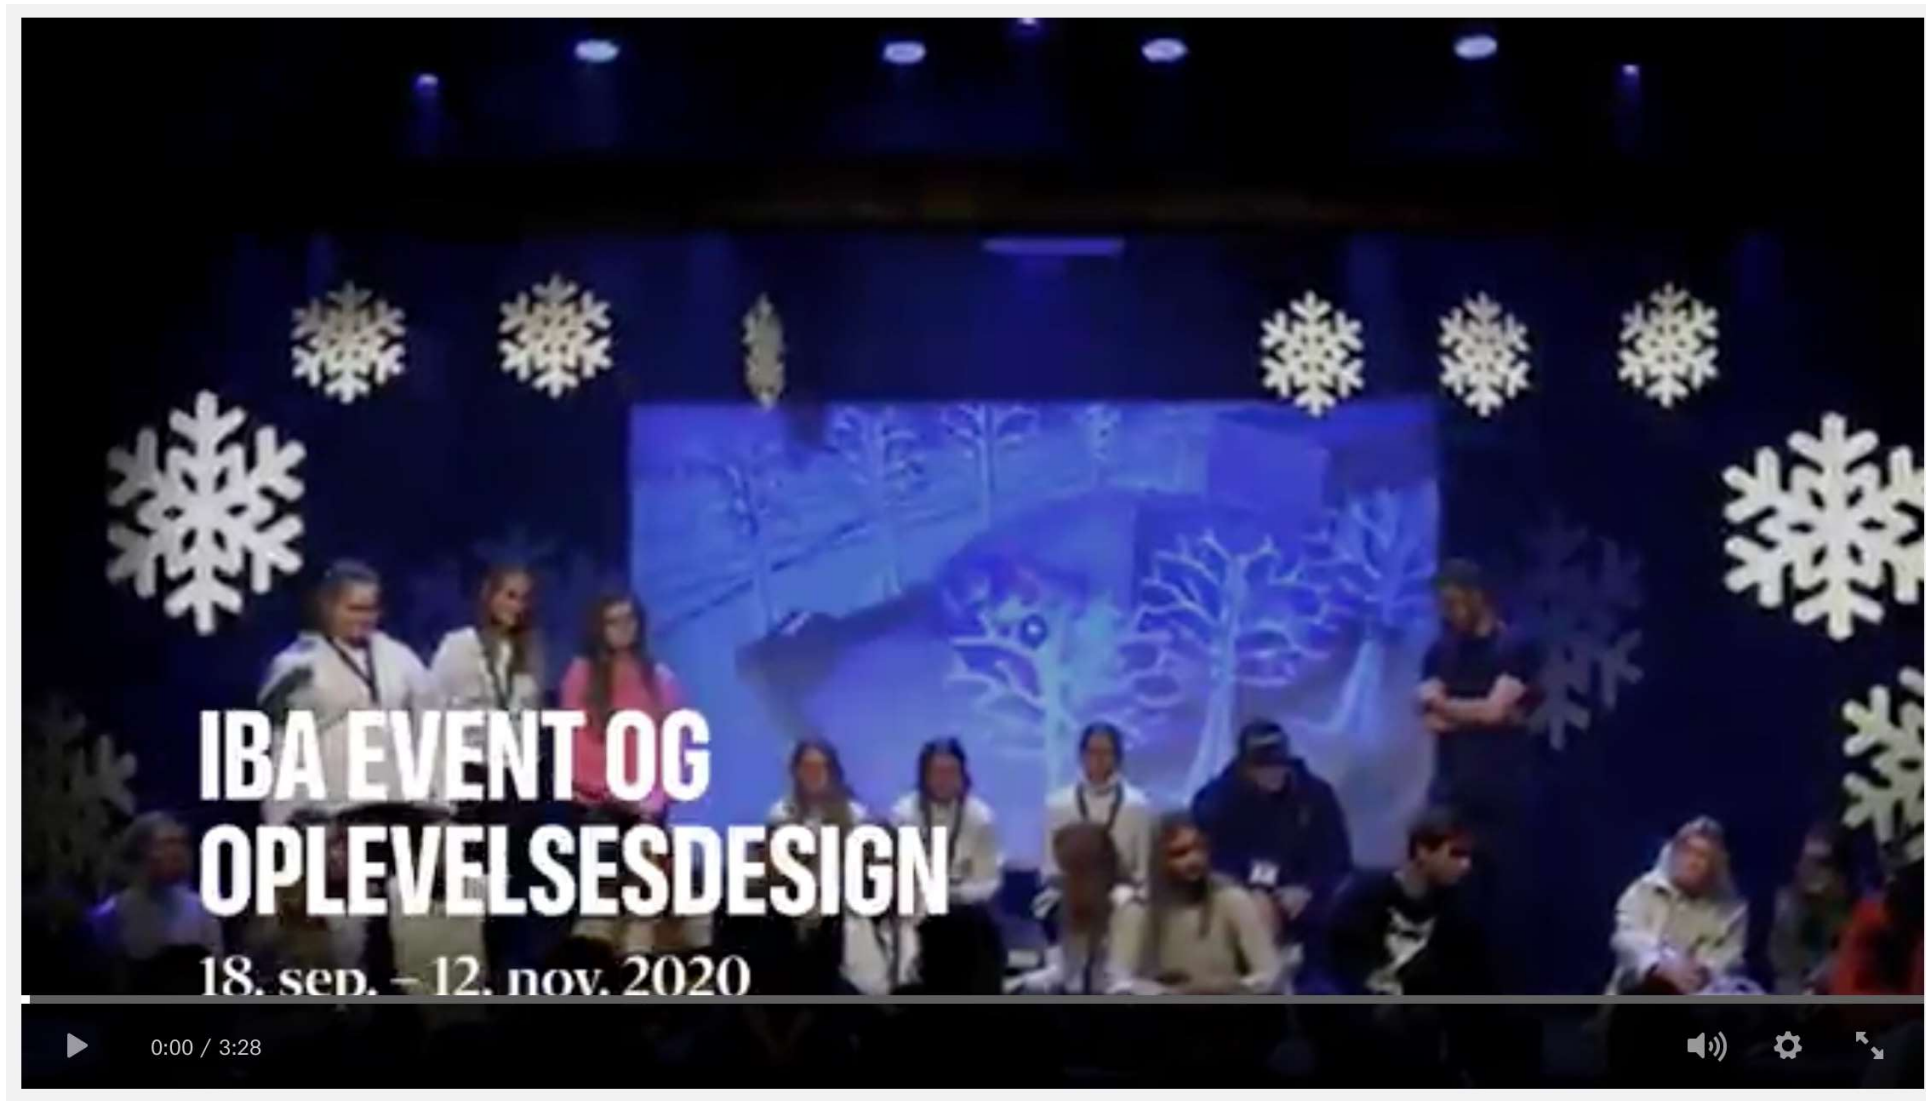 IBA EVENT OG
OPLEVELSESDESIGN
18. sep. – 12. nov. 2020
0:00 / 3:28